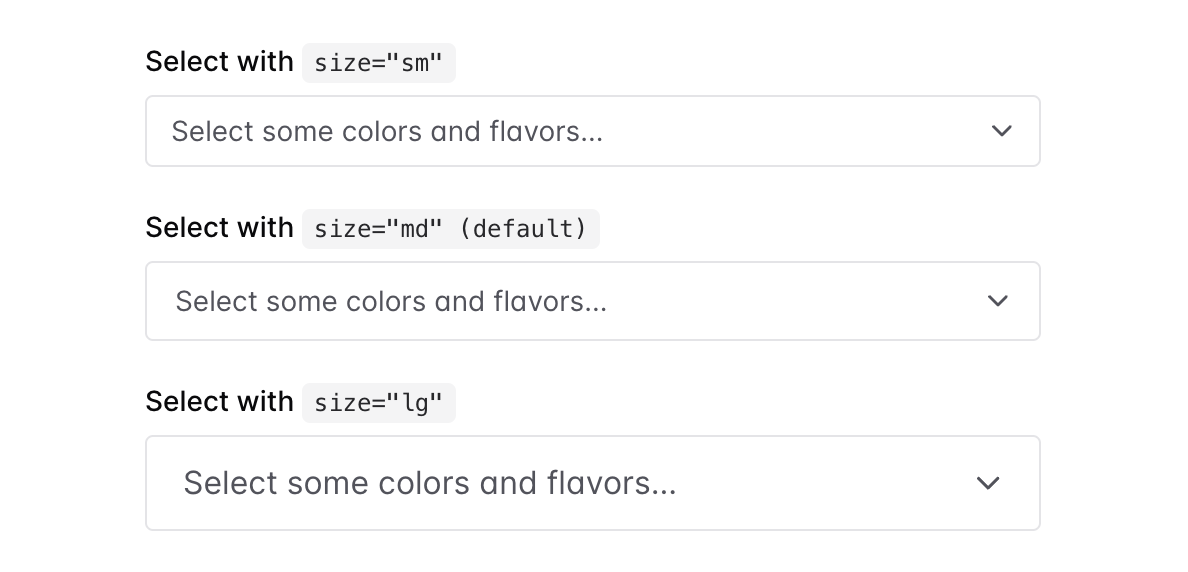 Select with size="sm"
Select some colors and flavors...
Select with size="md" (default)
Select some colors and flavors...
Select with size="lg"
Select some colors and flavors...